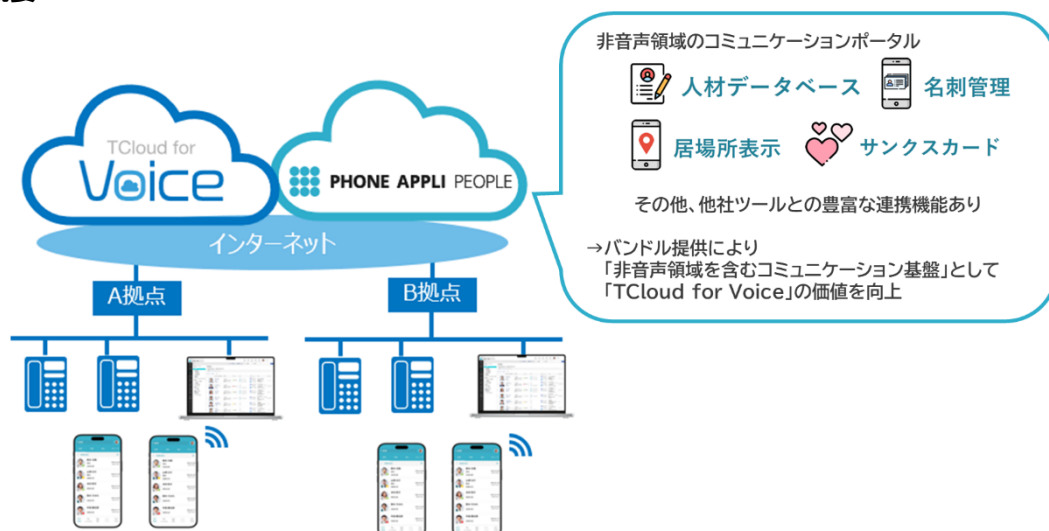 非音声領域のコミュニケーションポータル
人材データベース
名刺管理
居場所表示
サンクスカード
その他、他社ツールとの豊富な連携機能あり
→バンドル提供により
「非音声領域を含むコミュニケーション基盤」として
「TCloud for Voice」の価値を向上
TCloud for
Voice
PHONE APPLI PEOPLE
インターネット
A拠点
B拠点